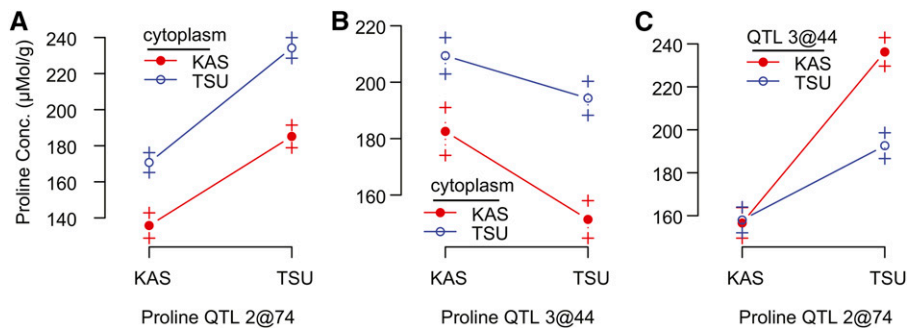 A
B
C
Proline Conc. (µMol/g)
240
220
200
180
160
140
cytoplasm
KAS
TSU
KAS
TSU
Proline QTL 2@74
220
200
180
160
cytoplasm
KAS
TSU
KAS
TSU
Proline QTL 3@44
240
220
200
180
160
QTL 3@44
KAS
TSU
KAS
TSU
Proline QTL 2@74